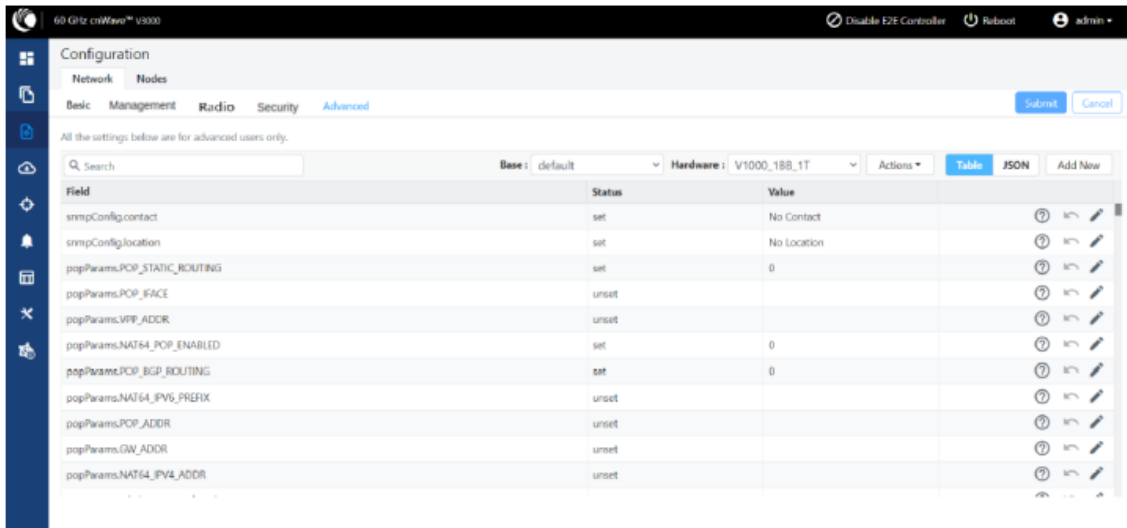 60 GHz cnWave™ V3000 Disable E2E Controller Reboot admin
Configuration
Network Nodes
Basic Management Radio Security Advanced Submit Cancel
All the settings below are for advanced users only.
Search Base : default Hardware : V1000_1BB_1T Actions Table JSON Add New
Field Status Value
snmpConfig.contact set No Contact
snmpConfig.location set No Location
popParams.POP_STATIC_ROUTING set 0
popParams.POP_IFACE unset
popParams.VPP_ADDR unset
popParams.NAT64_POP_ENABLED set 0
popParams.POP_BGP_ROUTING set 0
popParams.NAT64_IPV6_PREFIX unset
popParams.POP_ADDR unset
popParams.GW_ADDR unset
popParams.NAT64_IPV4_ADDR unset